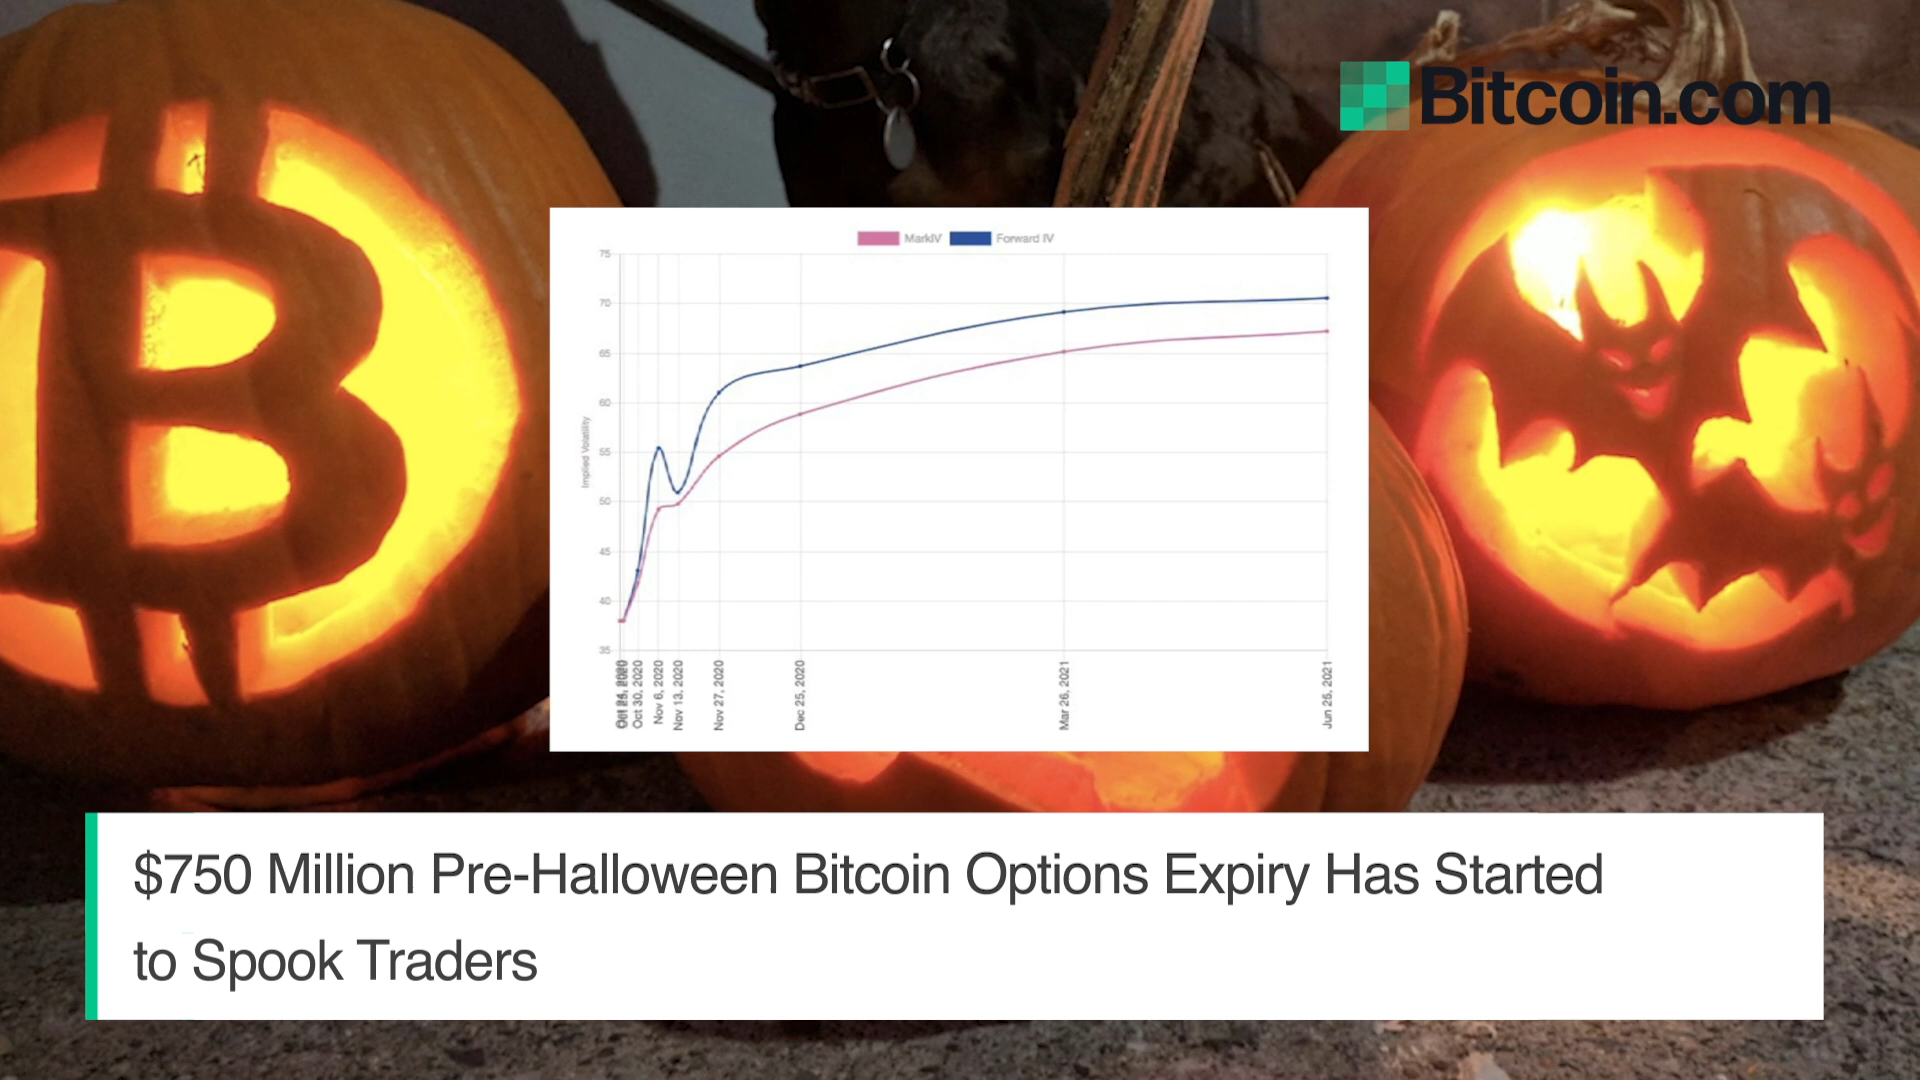 Bitcoin.com
MarkIV Forward IV
75
70
65
60
55
50
45
40
35
Implied Volatility
Oct 30, 2020
Nov 6, 2020
Nov 13, 2020
Nov 27, 2020
Dec 25, 2020
Mar 26, 2021
Jun 25, 2021
$750 Million Pre-Halloween Bitcoin Options Expiry Has Started
to Spook Traders